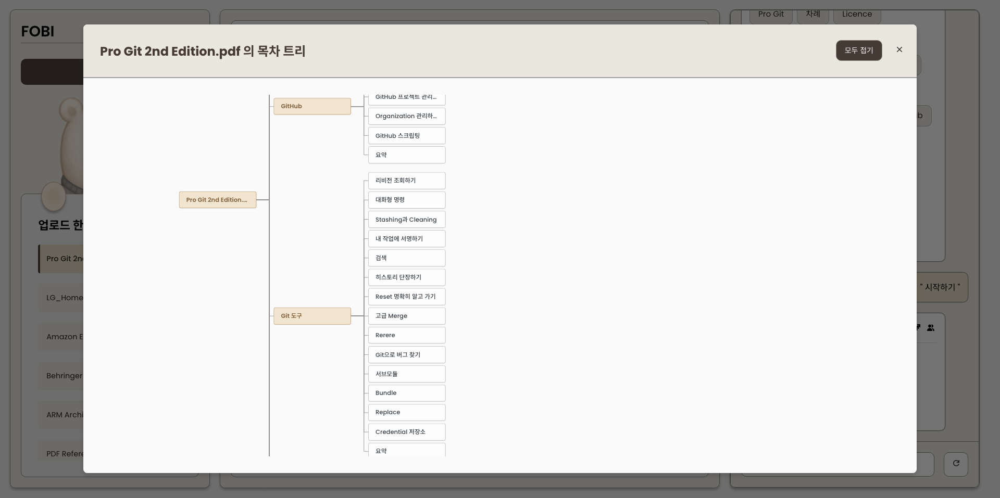 FOBI
Pro Git
차례
Licence
Pro Git 2nd Edition.pdf 의 목차 트리
모두 접기
GitHub 프로젝트 관리...
GitHub
Organization 관리하...
GitHub 스크립팅
요약
리비전 조회하기
Pro Git 2nd Edition....
대화형 명령
Stashing과 Cleaning
업로드 한
내 작업에 서명하기
Pro Git 2n
검색
히스토리 단장하기
" 시작하기 "
LG_Home
Reset 명확히 알고 가기
Git 도구
고급 Merge
Rerere
Amazon E
Git으로 버그 찾기
Behringer
서브모듈
Bundle
ARM Archi
Replace
Credential 저장소
PDF Refere
요약